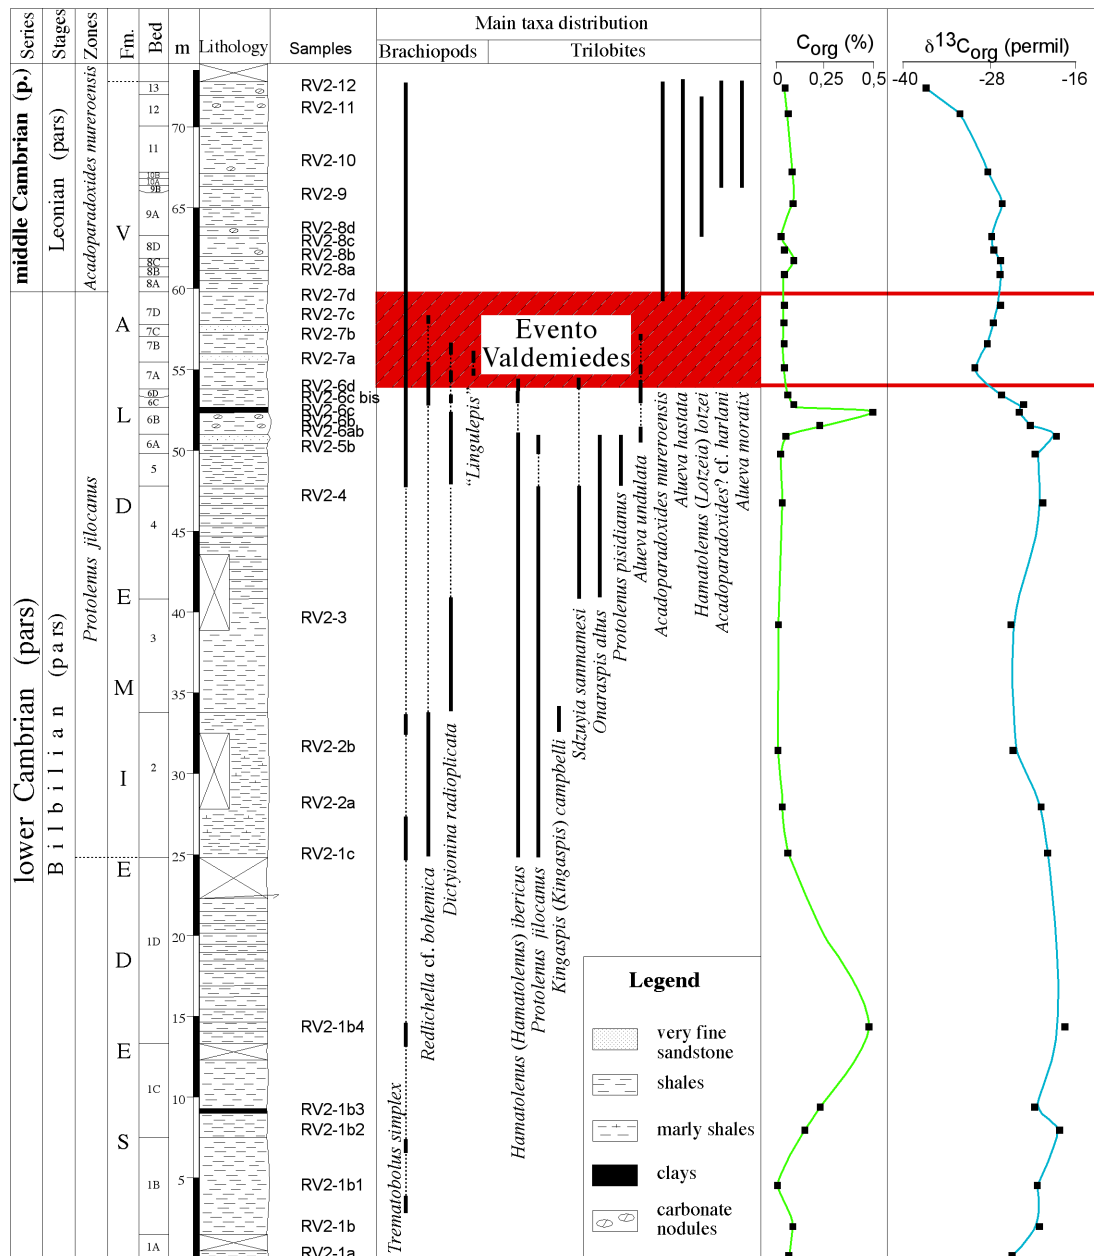 Main taxa distribution
Series
Stages
Zones
Fm.
Bed
m
Lithology
Samples
Brachiopods
Trilobites
C org (%)
δ13C org (permil)
0
0,25
0,5
-40
-28
-16
middle Cambrian (p.)
lower Cambrian (pars)
Leonian (pars)
Bilbilian (pars)
Acadoparadoxides mureroensis
Protolenus jilocanus
V
A
L
D
E
M
I
E
D
E
S
13
12
11
10B
10A
9B
9A
8D
8C
8B
8A
7D
7C
7B
7A
6D
6C
6B
6A
5
4
3
2
1D
1C
1B
1A
70
65
60
55
50
45
40
35
30
25
20
15
10
5
RV2-12
RV2-11
RV2-10
RV2-9
RV2-8d
RV2-8c
RV2-8b
RV2-8a
RV2-7d
RV2-7c
RV2-7b
RV2-7a
RV2-6d
RV2-6c bis
RV2-6c
RV2-6b
RV2-6ab
RV2-5b
RV2-4
RV2-3
RV2-2b
RV2-2a
RV2-1c
RV2-1b4
RV2-1b3
RV2-1b2
RV2-1b1
RV2-1b
RV2-1a
Evento
Valdemiedes
Trematobolus simplex
Redlichella cf. bohemica
Dictyionina radioplicata
"Lingulepis"
Hamatolenus (Hamatolenus) ibericus
Protolenus jilocanus
Kingaspis (Kingaspis) campbelli
Sdzuyia sanmamesi
Onaraspis altus
Protolenus pisidianus
Alueva undulata
Acadoparadoxides mureroensis
Alueva hastata
Hamatolenus (Lotzeia) lotzei
Acadoparadoxides? cf. harlani
Alueva moratix
Legend
very fine
sandstone
shales
marly shales
clays
carbonate
nodules